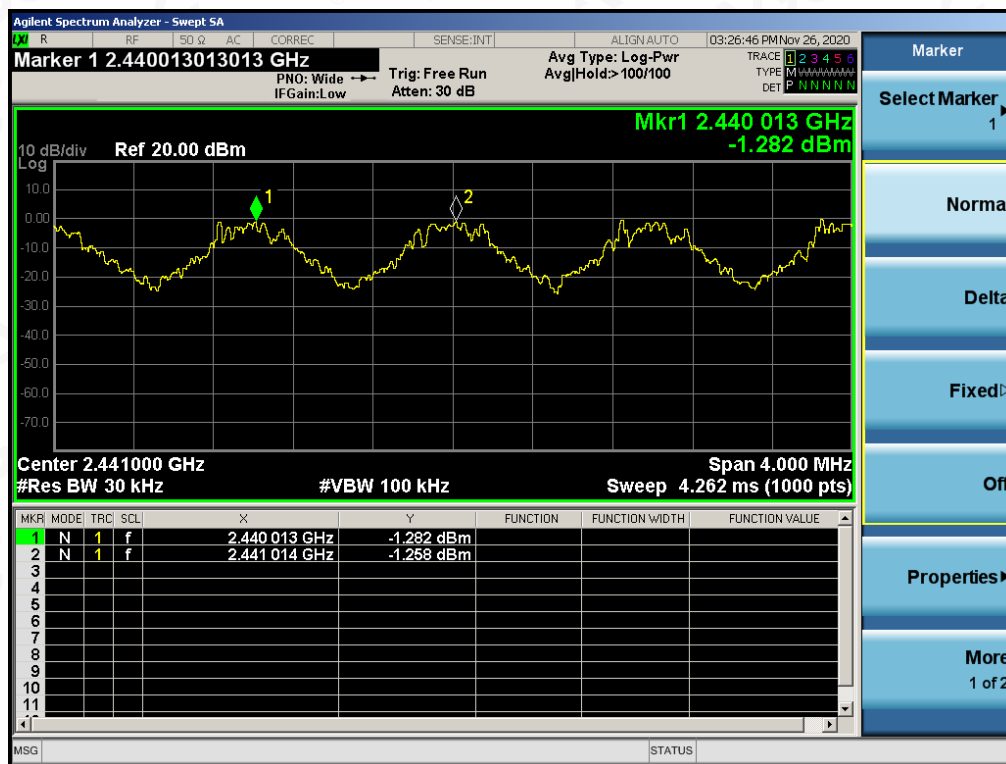 Agilent Spectrum Analyzer - Swept SA
LXI R RF 50 Ω AC CORREC SENSE:INT ALIGN AUTO 03:26:46 PM Nov 26, 2020
Marker 1 2.440013013013 GHz
PNO: Wide Trig: Free Run Avg Type: Log-Pwr TRACE 1 2 3 4 5 6
IFGain:Low Atten: 30 dB Avg|Hold:>100/100 TYPE M WWWWW
DET P N N N N N
Mkr1 2.440 013 GHz
-1.282 dBm
10 dB/div Ref 20.00 dBm
Log
10.0
0.00
-10.0
-20.0
-30.0
-40.0
-50.0
-60.0
-70.0
1
2
Center 2.441000 GHz Span 4.000 MHz
#Res BW 30 kHz #VBW 100 kHz Sweep 4.262 ms (1000 pts)
MKR MODE TRC SCL X Y FUNCTION FUNCTION WIDTH FUNCTION VALUE
1 N 1 f 2.440 013 GHz -1.282 dBm
2 N 1 f 2.441 014 GHz -1.258 dBm
3
4
5
6
7
8
9
10
11
MSG STATUS
Marker
Select Marker
1
Norma
Delta
Fixed
Off
Properties
More
1 of 2